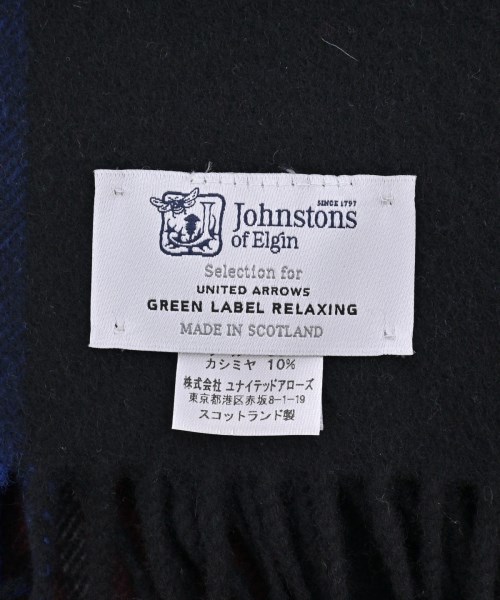 SINCE 1797
Johnstons
of Elgin
Selection for
UNITED ARROWS
GREEN LABEL RELAXING
MADE IN SCOTLAND
カシミヤ 10%
株式会社 ユナイテッドアローズ
東京都港区赤坂8-1-19
スコットランド製